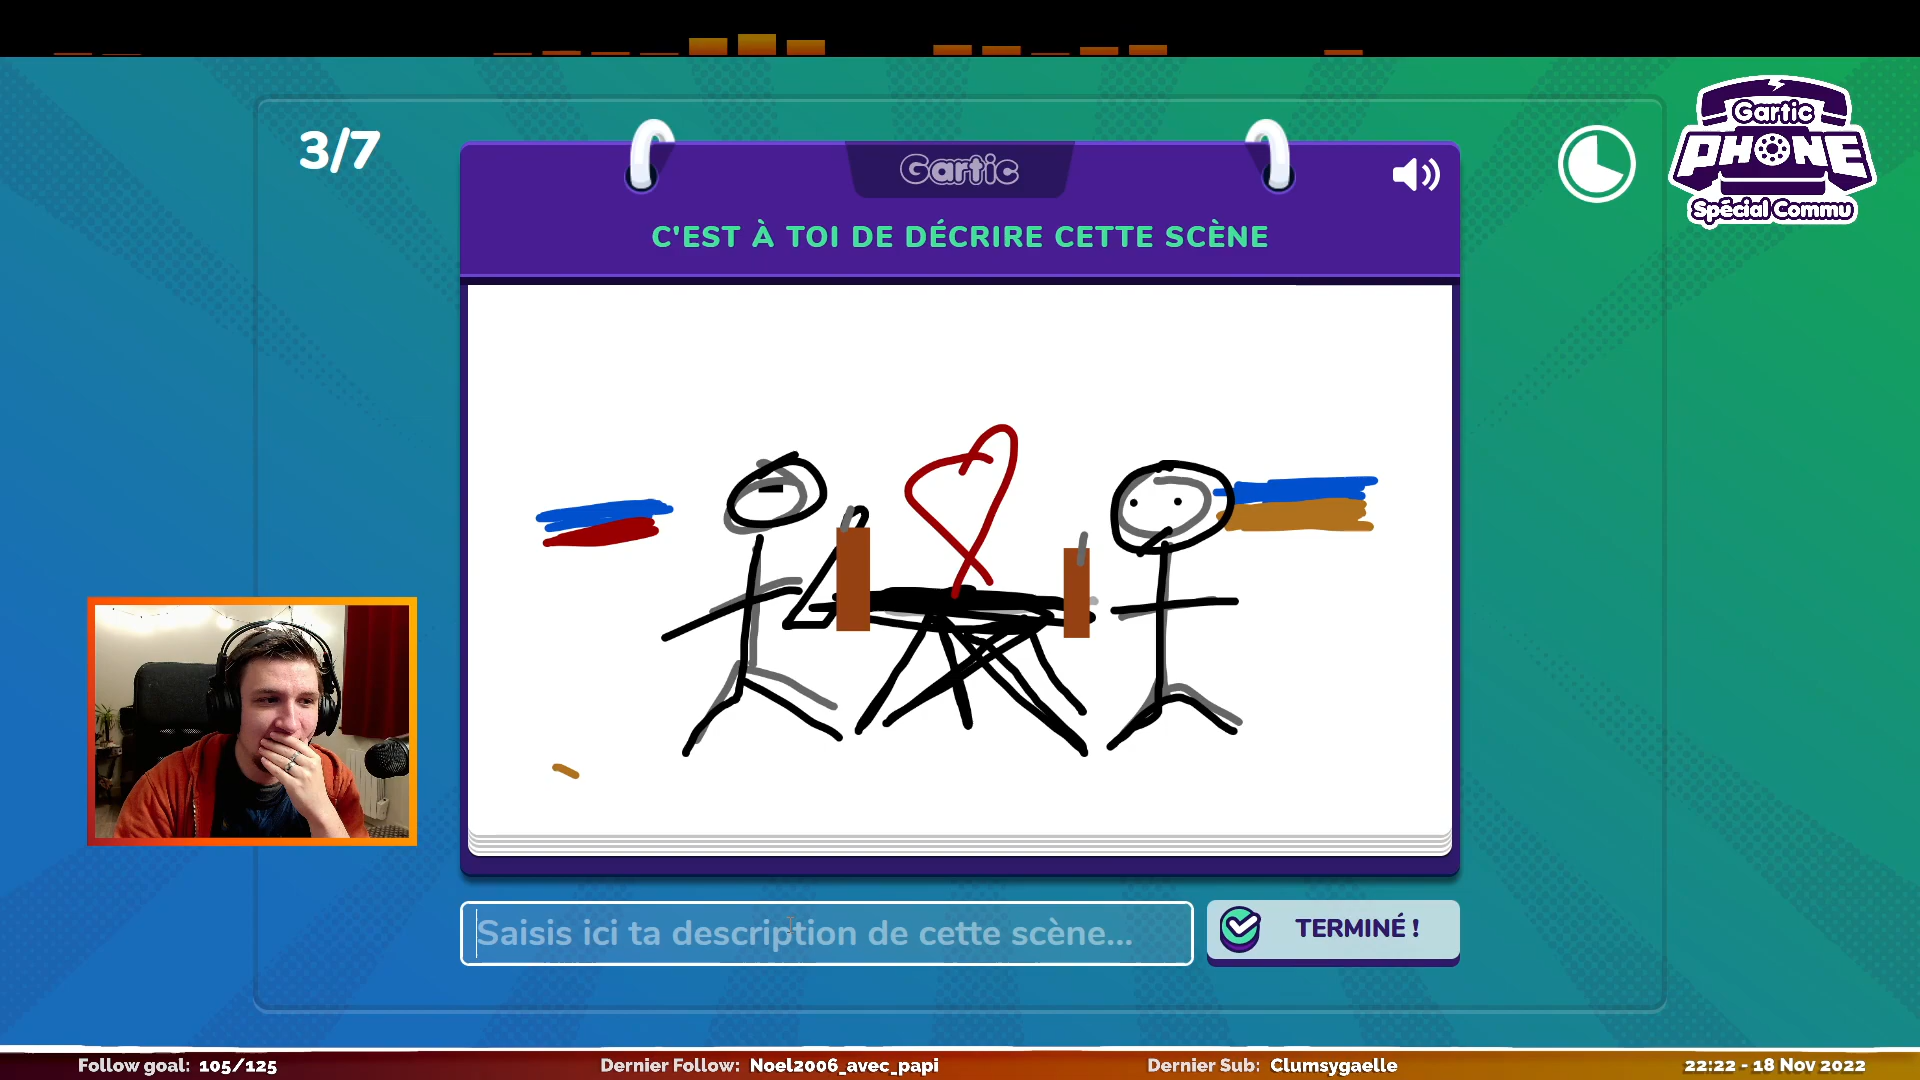 3/7
Gartic
C'EST À TOI DE DÉCRIRE CETTE SCÈNE
Gartic
PHONE
Spécial Commu
Saisis ici ta description de cette scène...
TERMINÉ !
Follow goal: 105/125
Dernier Follow: Noel2006_avec_papi
Dernier Sub: Clumsygaelle
22:22 - 18 Nov 2022